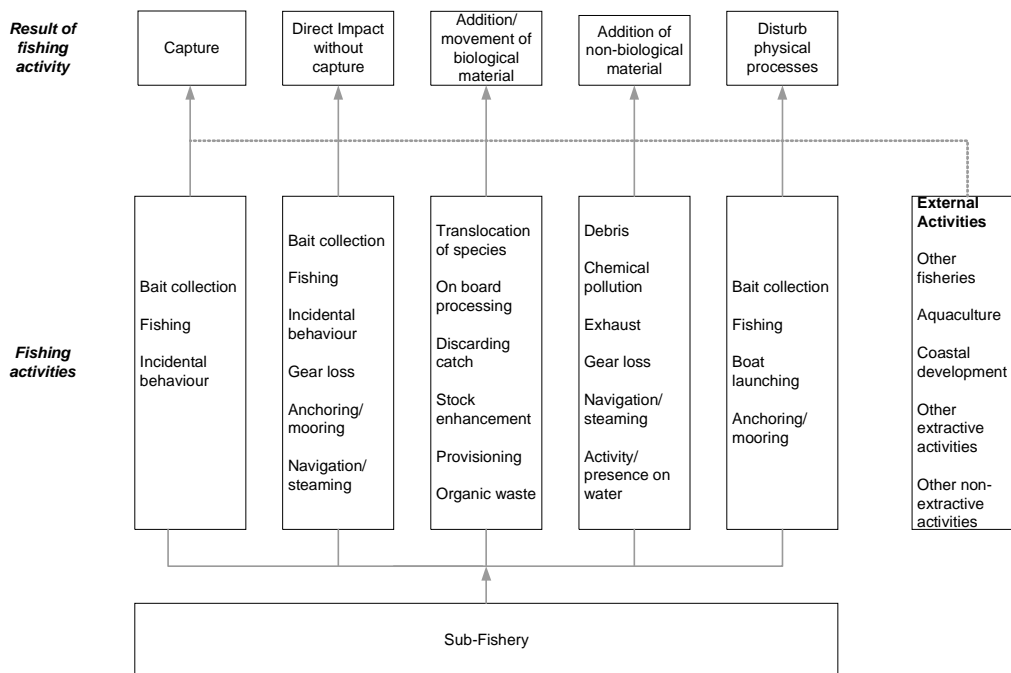 Result of
fishing
activity
Capture
Direct Impact
without
capture
Addition/
movement of
biological
material
Addition of
non-biological
material
Disturb
physical
processes
Fishing
activities
Bait collection
Fishing
Incidental
behaviour
Bait collection
Fishing
Incidental
behaviour
Gear loss
Anchoring/
mooring
Navigation/
steaming
Translocation
of species
On board
processing
Discarding
catch
Stock
enhancement
Provisioning
Organic waste
Debris
Chemical
pollution
Exhaust
Gear loss
Navigation/
steaming
Activity/
presence on
water
Bait collection
Fishing
Boat
launching
Anchoring/
mooring
External
Activities
Other
fisheries
Aquaculture
Coastal
development
Other
extractive
activities
Other non-
extractive
activities
Sub-Fishery